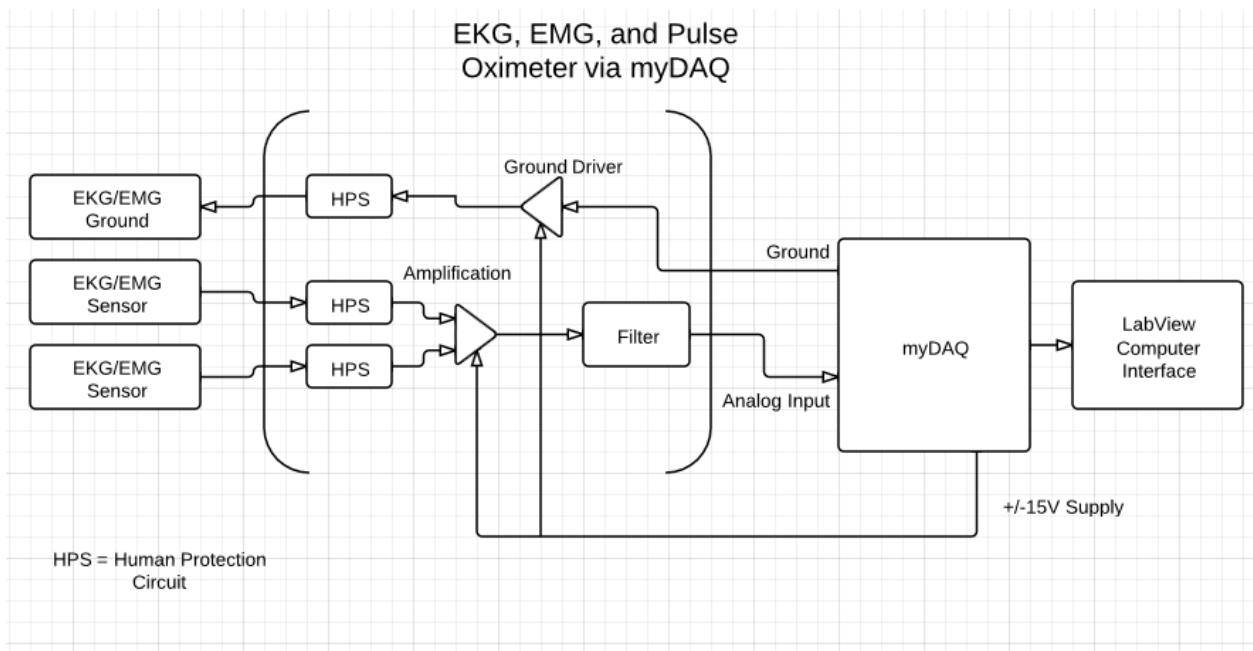 EKG, EMG, and Pulse
Oximeter via myDAQ
Ground Driver
EKG/EMG
Ground
HPS
Ground
EKG/EMG
Sensor
Amplification
HPS
Filter
myDAQ
LabView
Computer
Interface
EKG/EMG
Sensor
HPS
Analog Input
+/-15V Supply
HPS = Human Protection
Circuit